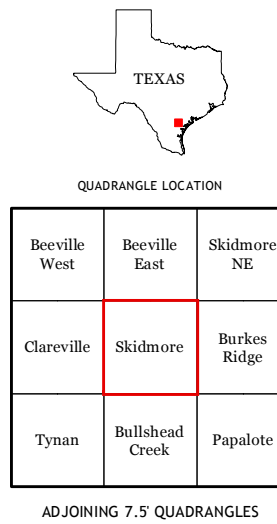 TEXAS
QUADRANGLE LOCATION
Beeville
West
Beeville
East
Skidmore
NE
Clareville
Skidmore
Burkes
Ridge
Tynan
Bullshead
Creek
Papalote
ADJOINING 7.5' QUADRANGLES